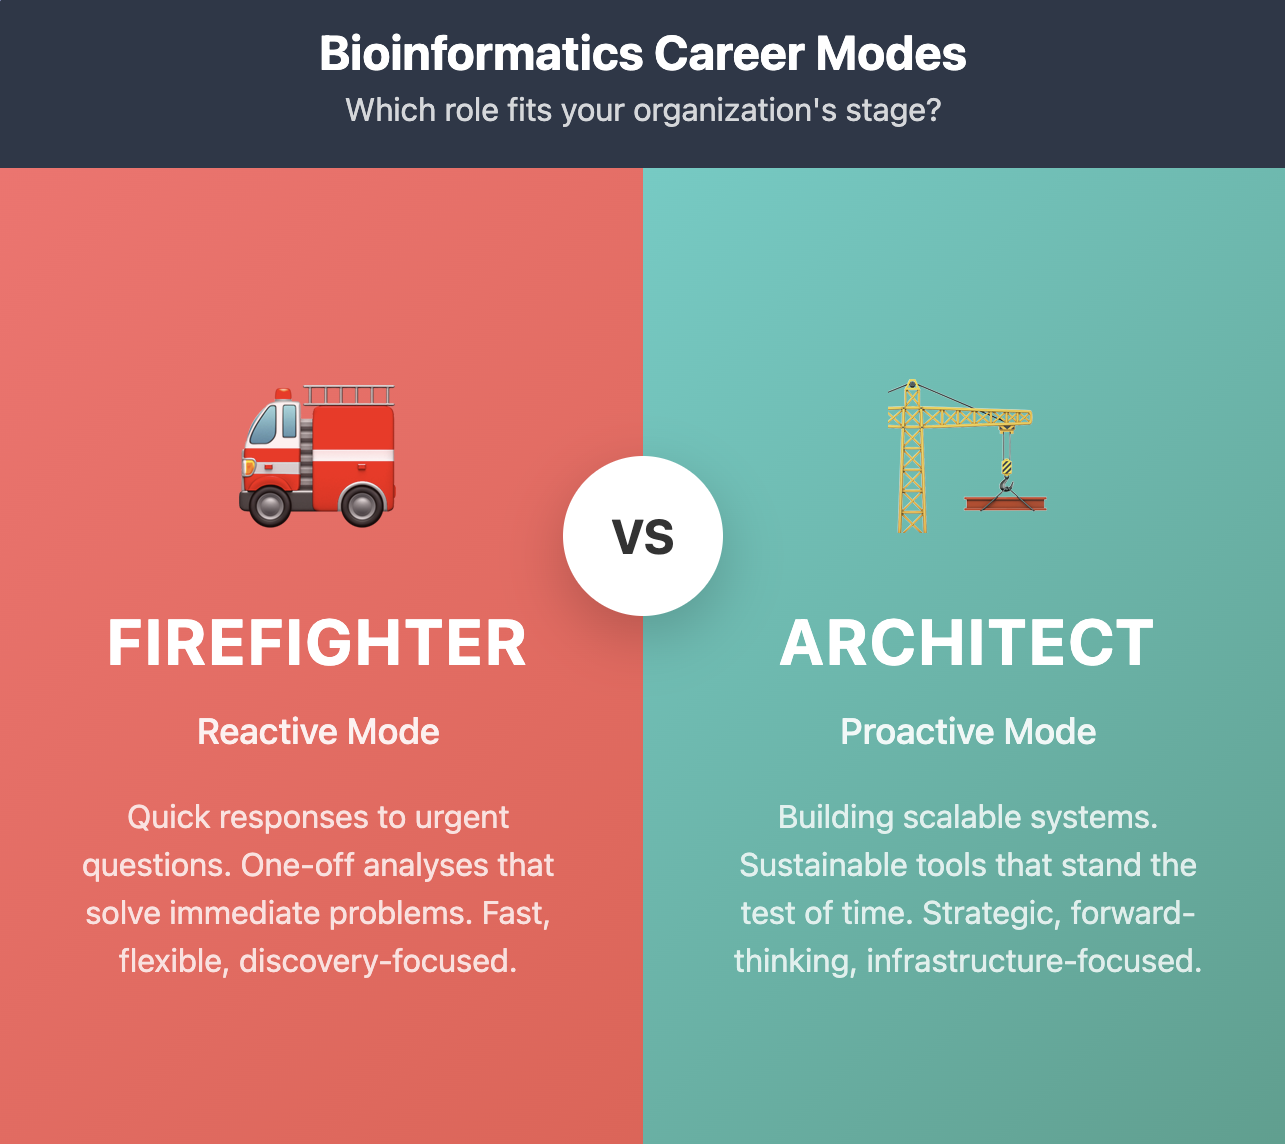 Bioinformatics Career Modes
Which role fits your organization's stage?
FIREFIGHTER
Reactive Mode
Quick responses to urgent
questions. One-off analyses that
solve immediate problems. Fast,
flexible, discovery-focused.
VS
ARCHITECT
Proactive Mode
Building scalable systems.
Sustainable tools that stand the
test of time. Strategic, forward-
thinking, infrastructure-focused.